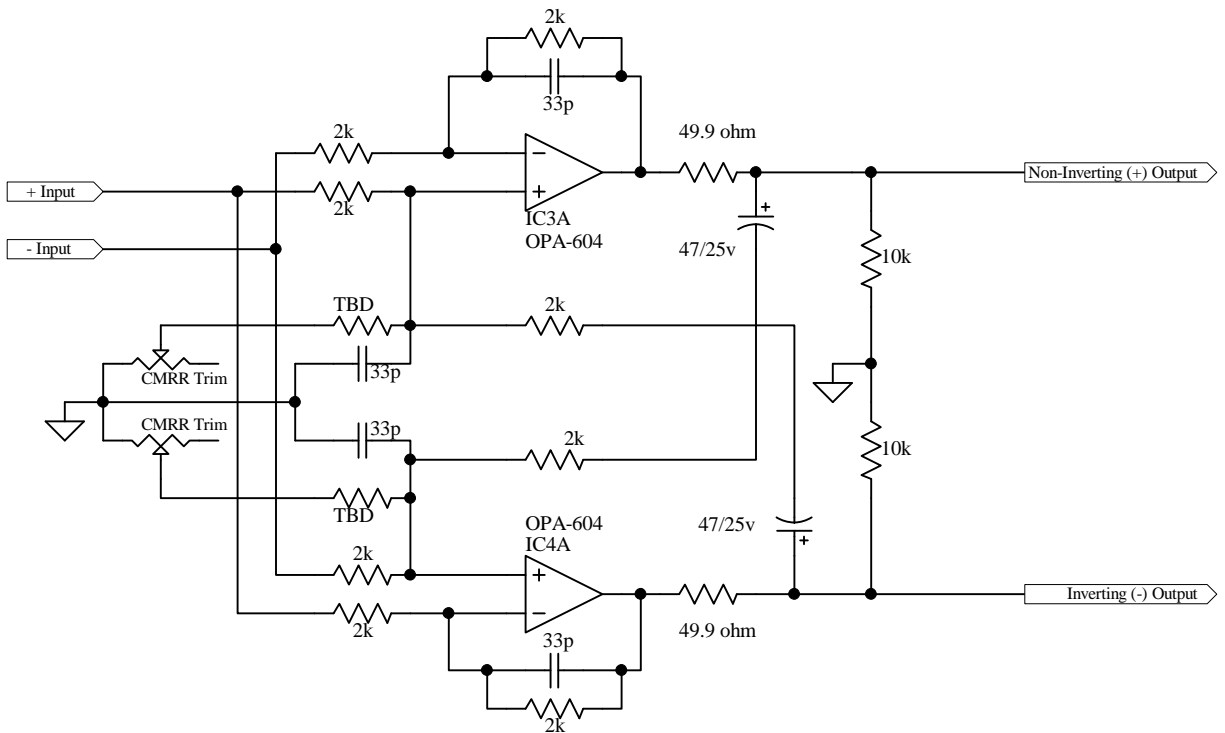 2k
33p
2k
49.9 ohm
+ Input
2k
Non-Inverting (+) Output
IC3A
OPA-604
- Input
47/25v
10k
TBD
2k
33p
CMRR Trim
CMRR Trim
33p
2k
10k
TBD
OPA-604
IC4A
47/25v
2k
2k
33p
49.9 ohm
Inverting (-) Output
2k